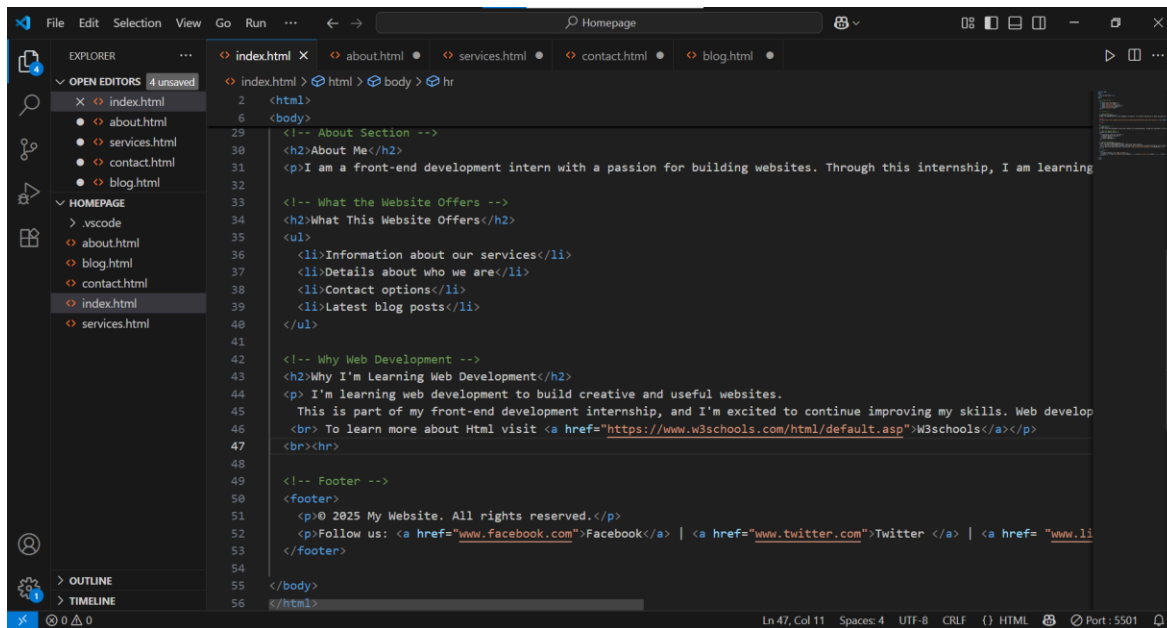 File Edit Selection View Go Run ··· ← → Homepage
EXPLORER ···
index.html × about.html ● services.html ● contact.html ● blog.html ●
OPEN EDITORS 4 unsaved
index.html > html > body > hr
× index.html
● about.html
● services.html
● contact.html
● blog.html
HOMEPAGE
> .vscode
about.html
blog.html
contact.html
index.html
services.html
4
2 <html>
6 <body>
29 <!-- About Section -->
30 <h2>About Me</h2>
31 <p>I am a front-end development intern with a passion for building websites. Through this internship, I am learning
32
33 <!-- What the Website Offers -->
34 <h2>What This Website Offers</h2>
35 <ul>
36 <li>Information about our services</li>
37 <li>Details about who we are</li>
38 <li>Contact options</li>
39 <li>Latest blog posts</li>
40 </ul>
41
42 <!-- Why Web Development -->
43 <h2>Why I'm Learning Web Development</h2>
44 <p> I'm learning web development to build creative and useful websites.
45 This is part of my front-end development internship, and I'm excited to continue improving my skills. Web develop
46 <br> To learn more about Html visit <a href="https://www.w3schools.com/html/default.asp">W3schools</a></p>
47 <br><hr>
48
49 <!-- Footer -->
50 <footer>
51 <p>© 2025 My Website. All rights reserved.</p>
52 <p>Follow us: <a href="www.facebook.com">Facebook</a> | <a href="www.twitter.com">Twitter </a> | <a href= "www.li
53 </footer>
54
55 </body>
56 </html>
> OUTLINE
> TIMELINE
1
0 0 Ln 47, Col 11 Spaces: 4 UTF-8 CRLF {} HTML Port : 5501